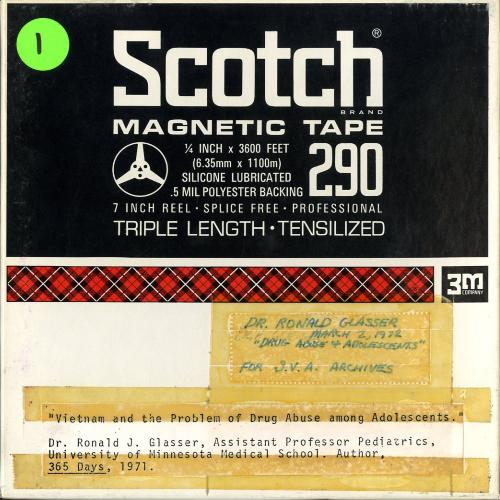 1
Scotch®
BRAND
MAGNETIC TAPE
¼ INCH x 3600 FEET
(6.35mm x 1100m)
SILICONE LUBRICATED
.5 MIL POLYESTER BACKING
290
7 INCH REEL · SPLICE FREE · PROFESSIONAL
TRIPLE LENGTH · TENSILIZED
3M
COMPANY
DR. RONALD GLASSER
MARCH 2, 1972
"DRUG ABUSE & ADOLESCENTS"
FOR S.V.A. ARCHIVES
"Vietnam and the Problem of Drug Abuse among Adolescents."
Dr. Ronald J. Glasser, Assistant Professor Pediatrics,
University of Minnesota Medical School. Author,
365 Days, 1971.